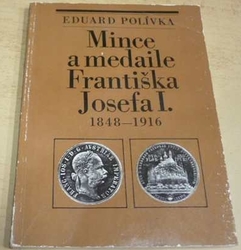 EDUARD POLÍVKA
Mince
a medaile
Františka
Josefa I.
1848—1916